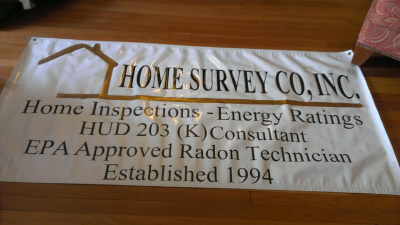 HOME SURVEY CO, INC.
Home Inspections - Energy Ratings
HUD 203 (K) Consultant
EPA Approved Radon Technician
Established 1994